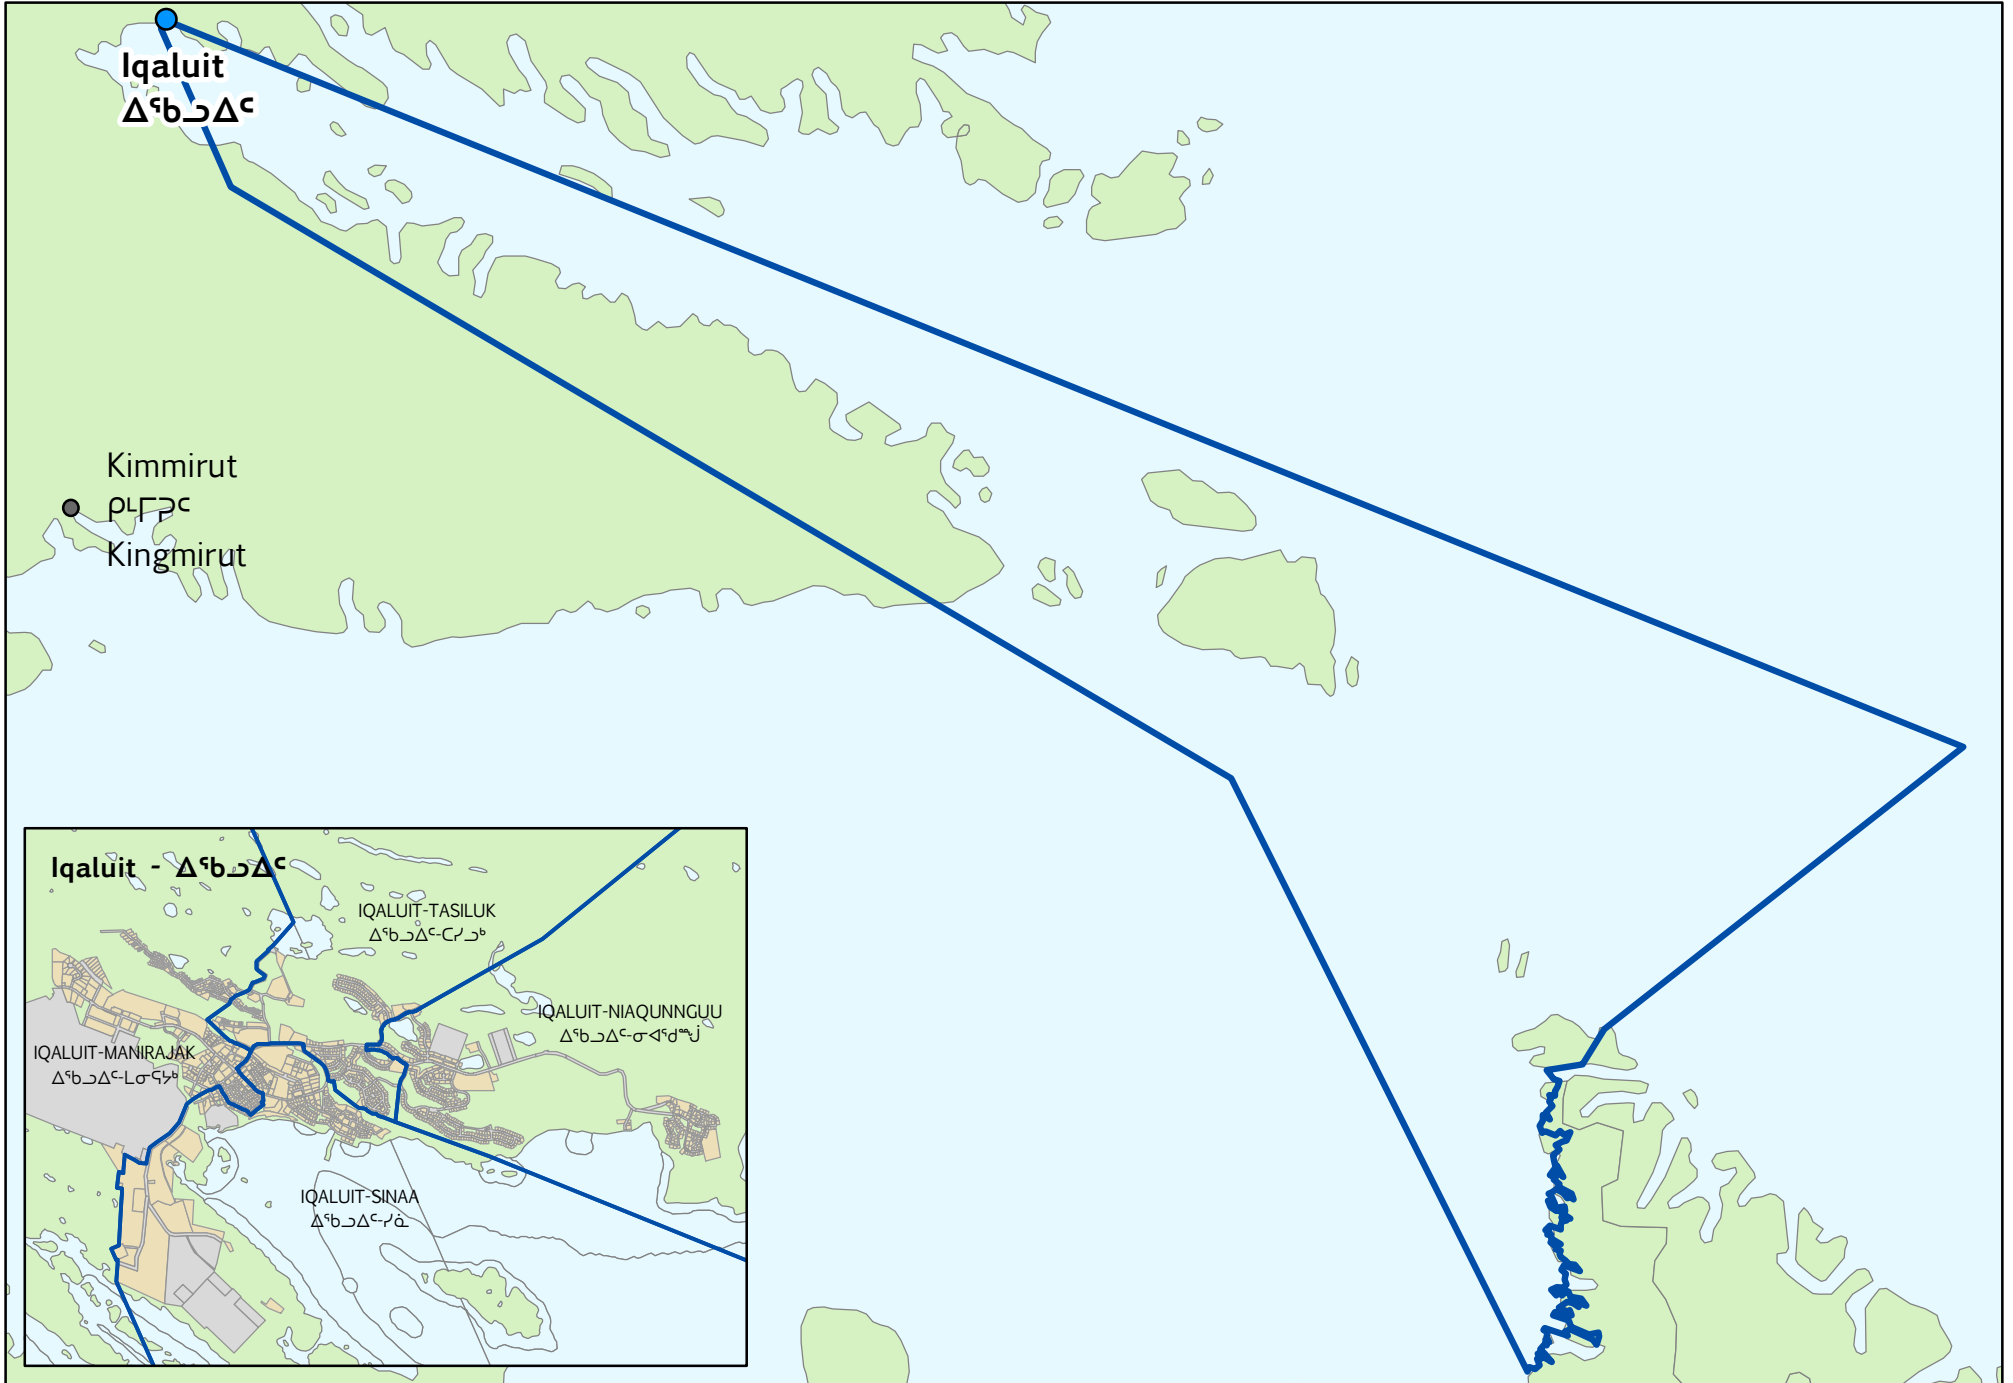 Iqaluit
ᐃᖃᓗᐃᑦ
Kimmirut
ᑭᒻᒥᕈᑦ
Kingmirut
Iqaluit - ᐃᖃᓗᐃᑦ
IQALUIT-TASILUK
ᐃᖃᓗᐃᑦ-ᑕᓯᓗᒃ
IQALUIT-NIAQUNNGUU
ᐃᖃᓗᐃᑦ-ᓂᐊᖁᙳ
IQALUIT-MANIRAJAK
ᐃᖃᓗᐃᑦ-ᒪᓂᕋᔭᒃ
IQALUIT-SINAA
ᐃᖃᓗᐃᑦ-ᓯᓈ